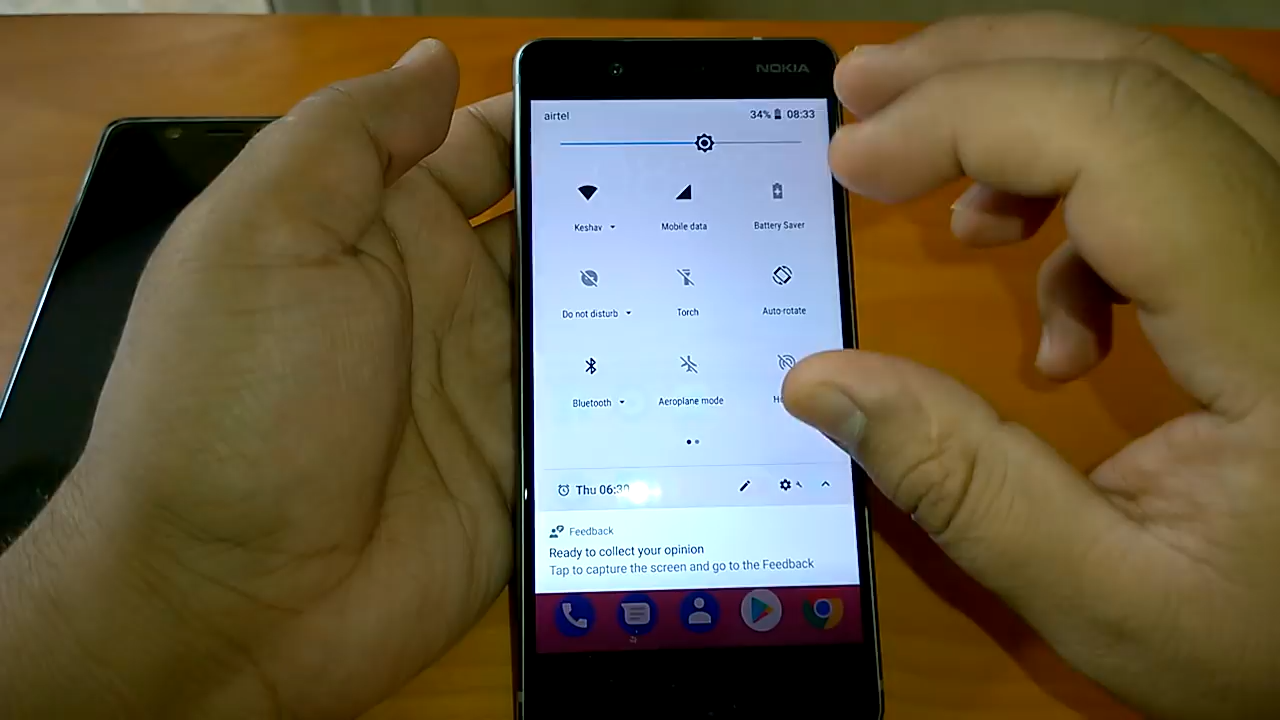 NOKIA
airtel 34% 08:33
Keshav Mobile data Battery Saver
Do not disturb Torch Auto-rotate
Bluetooth Aeroplane mode
Thu 06:30
Feedback
Ready to collect your opinion
Tap to capture the screen and go to the Feedback